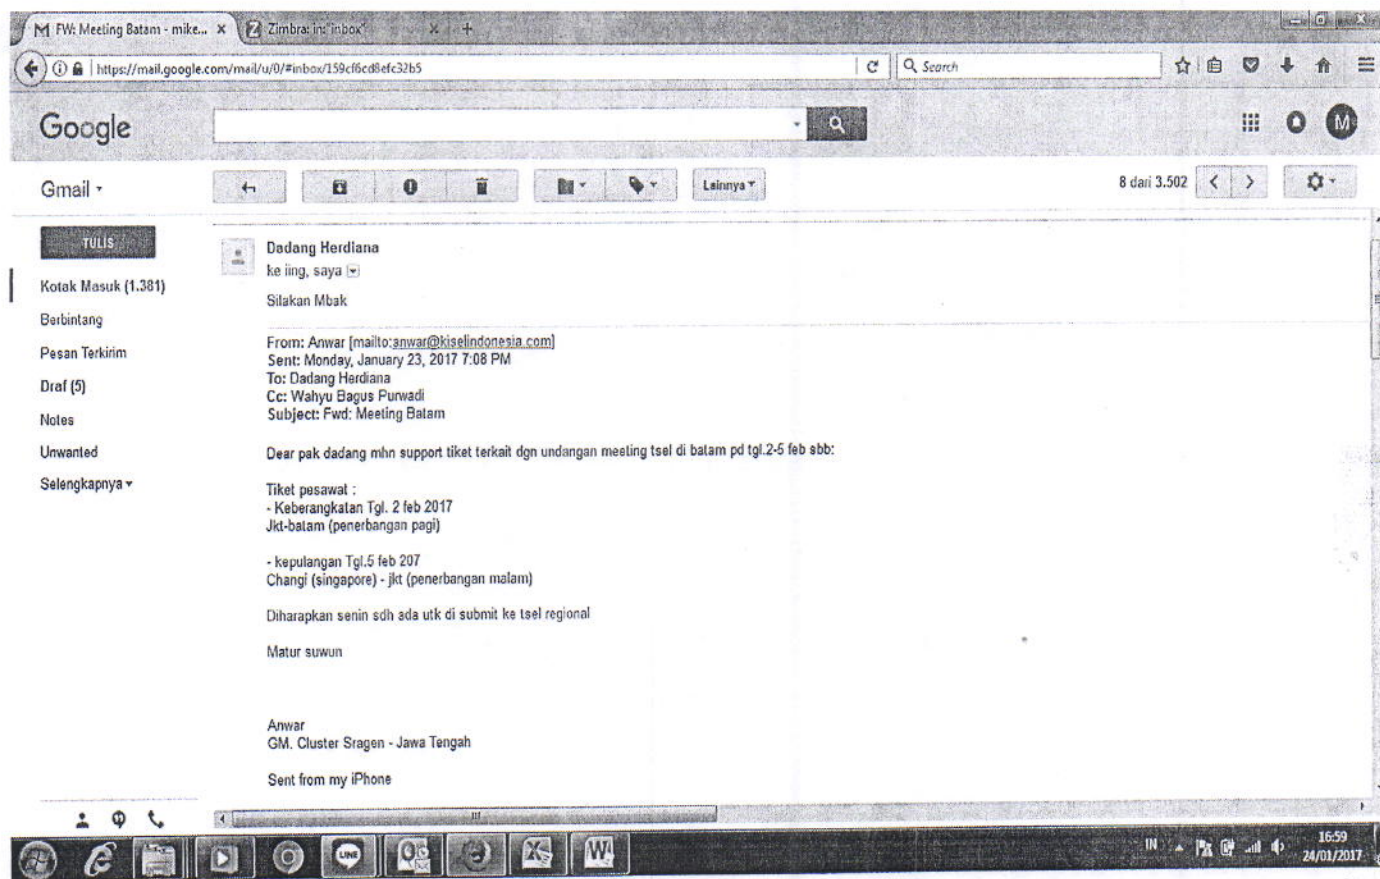 FW: Meeting Batam - mike...
Zimbra: in:"inbox"
https://mail.google.com/mail/u/0/#inbox/159cf6cd8efc32b5
Search
Google
M
Gmail
Lainnya
8 dari 3.502
TULIS
Kotak Masuk (1.381)
Berbintang
Pesan Terkirim
Draf (5)
Notes
Unwanted
Selengkapnya
Dadang Herdiana
ke iing, saya
Silakan Mbak
From: Anwar [mailto:anwar@kiselindonesia.com]
Sent: Monday, January 23, 2017 7:08 PM
To: Dadang Herdiana
Cc: Wahyu Bagus Purwadi
Subject: Fwd: Meeting Batam
Dear pak dadang mhn support tiket terkait dgn undangan meeting tsel di batam pd tgl.2-5 feb sbb:
Tiket pesawat :
- Keberangkatan Tgl. 2 feb 2017
Jkt-batam (penerbangan pagi)
- kepulangan Tgl.5 feb 207
Changi (singapore) - jkt (penerbangan malam)
Diharapkan senin sdh ada utk di submit ke tsel regional
Matur suwun
Anwar
GM. Cluster Sragen - Jawa Tengah
Sent from my iPhone
LINE
IN
16:59
24/01/2017